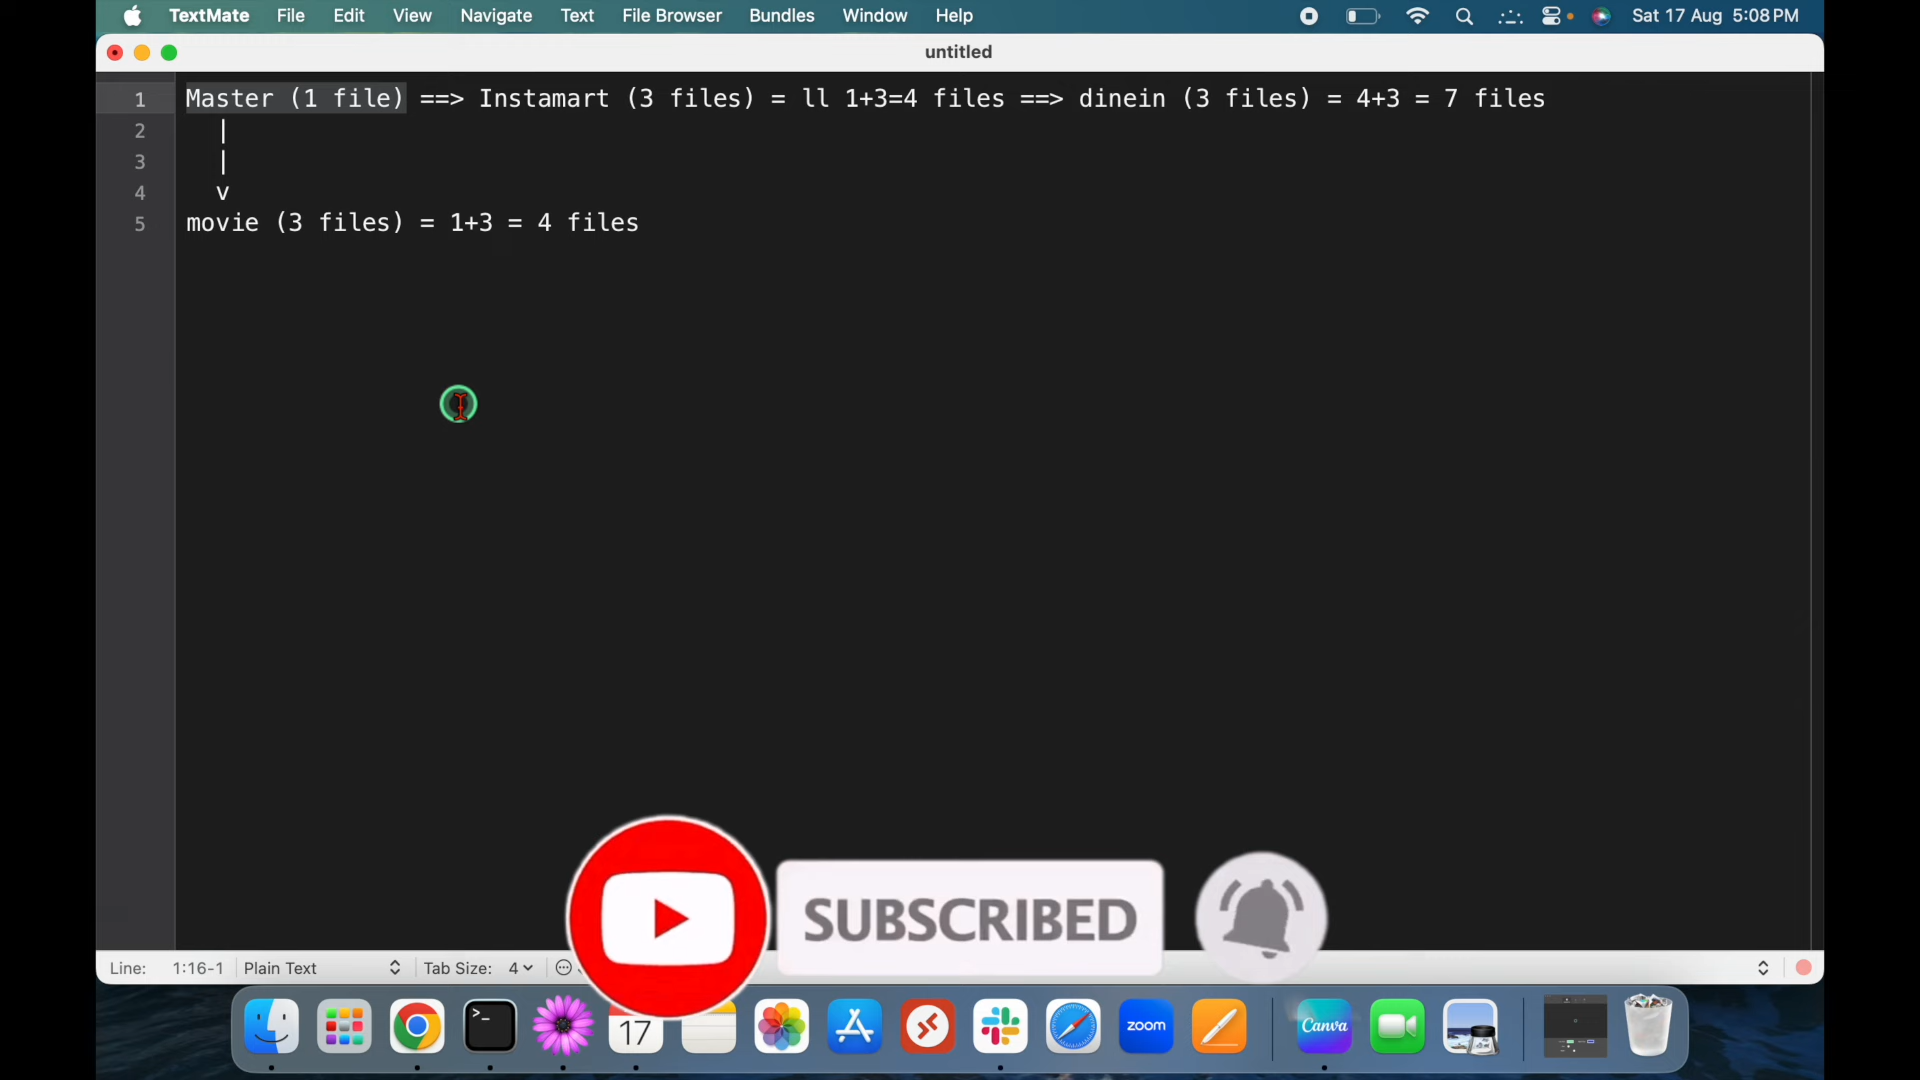 TextMate File Edit View Navigate Text File Browser Bundles Window Help Sat 17 Aug 5:08 PM
untitled
1 Master (1 file) ==> Instamart (3 files) = ll 1+3=4 files ==> dinein (3 files) = 4+3 = 7 files
2 |
3 |
4 v
5 movie (3 files) = 1+3 = 4 files
SUBSCRIBED
Line: 1:16-1 Plain Text Tab Size: 4
>_ 17 zoom Canva